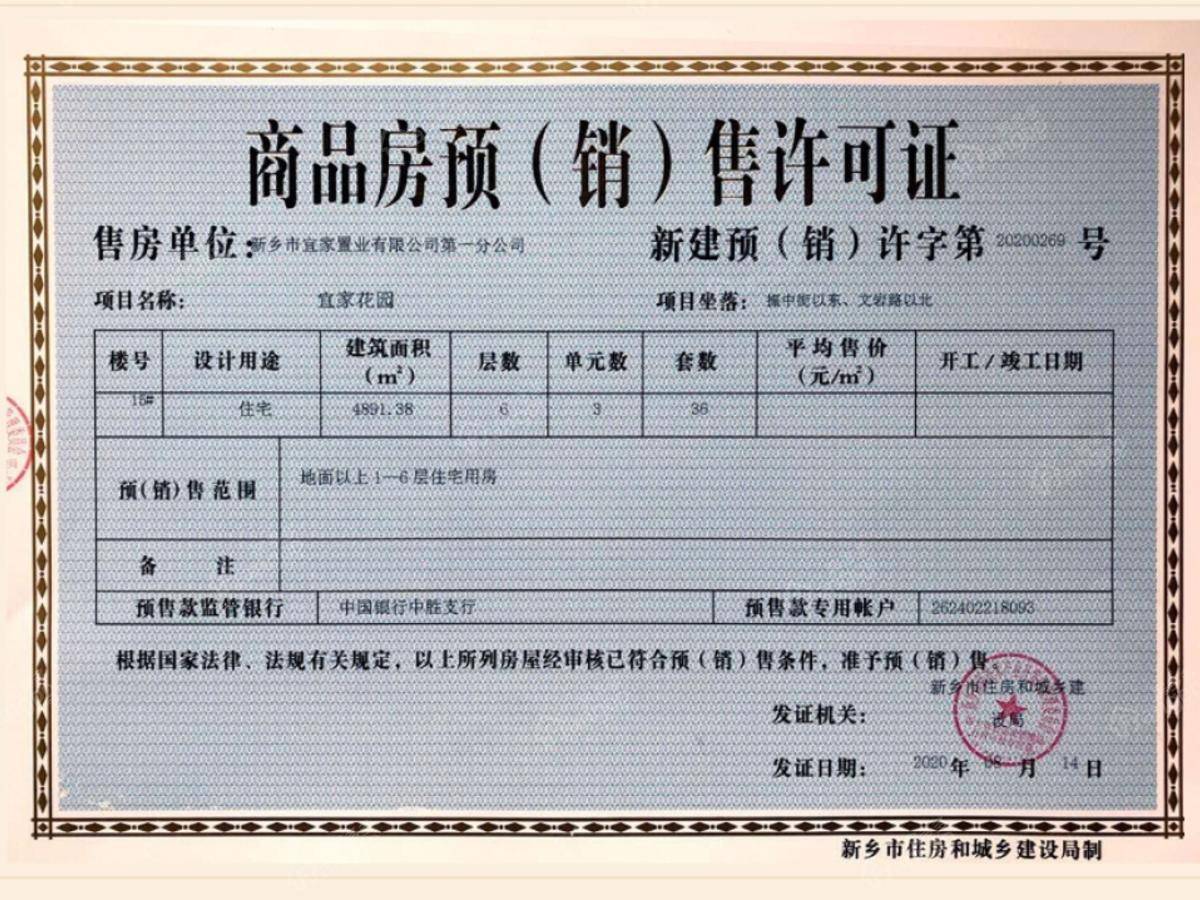 商品房预（销）售许可证
售房单位：新乡市宜家置业有限公司第一分公司 新建预（销）许字第 20200269 号
项目名称： 宜家花园 项目坐落： 振中街以东、文岩路以北
楼号 设计用途 建筑面积（㎡） 层数 单元数 套数 平均售价（元/㎡） 开工/竣工日期
15# 住宅 4891.38 6 3 36
预(销)售范围 地面以上1—6层住宅用房
备 注
预售款监管银行 中国银行中胜支行 预售款专用帐户 262402218093
根据国家法律、法规有关规定，以上所列房屋经审核已符合预（销）售条件，准予预（销）售。
新乡市住房和城乡建
发证机关： 设局
发证日期： 2020 年 08 月 14 日
新乡市住房和城乡建设局制